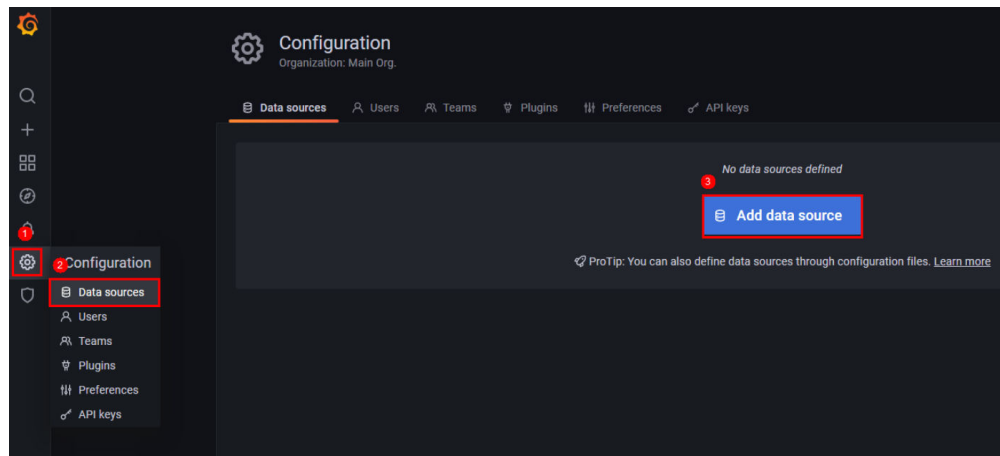 Configuration
Organization: Main Org.
Data sources
Users
Teams
Plugins
Preferences
API keys
No data sources defined
3
Add data source
ProTip: You can also define data sources through configuration files. Learn more
1
2
Configuration
Data sources
Users
Teams
Plugins
Preferences
API keys